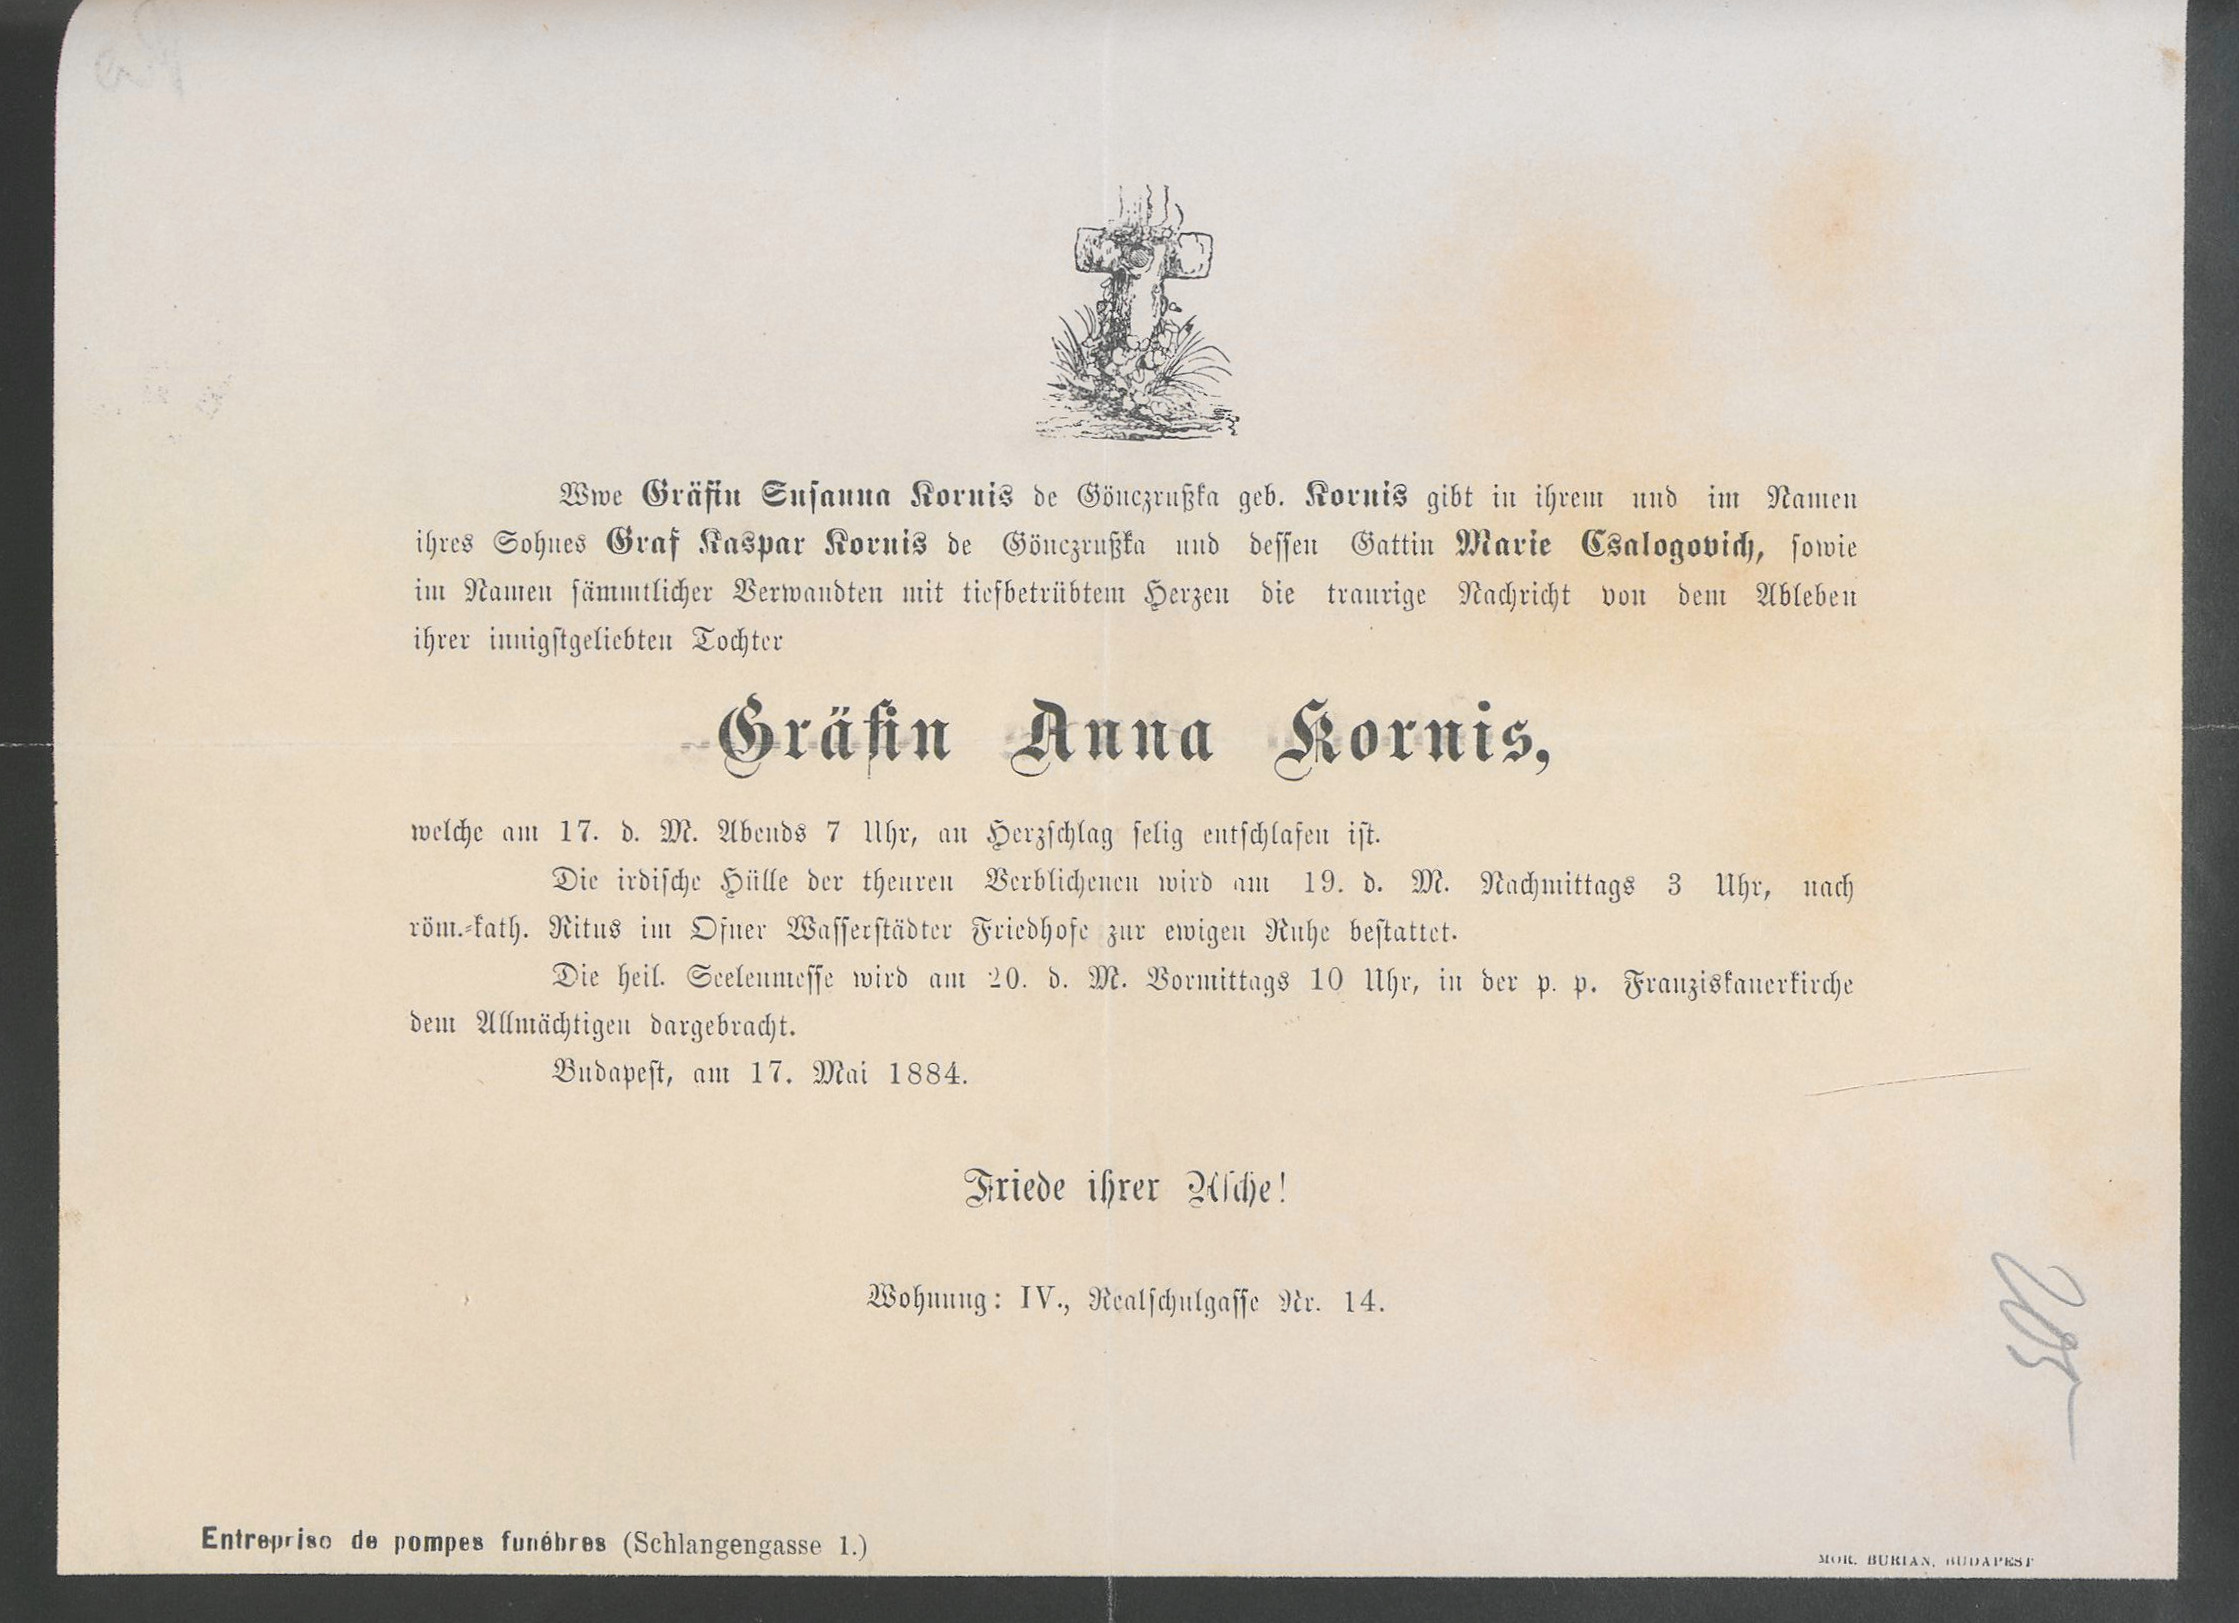 Wwe Gräfin Susanna Kornis de Gönczrußka geb. Kornis gibt in ihrem und im Namen
ihres Sohnes Graf Kaspar Kornis de Gönczrußka und dessen Gattin Marie Csalogovich, sowie
im Namen sämmtlicher Verwandten mit tiefbetrübtem Herzen die traurige Nachricht von dem Ableben
ihrer innigstgeliebten Tochter
Gräfin Anna Kornis,
welche am 17. d. M. Abends 7 Uhr, an Herzschlag selig entschlafen ist.
Die irdische Hülle der theuren Verblichenen wird am 19. d. M. Nachmittags 3 Uhr, nach
röm.-kath. Ritus im Ofner Wasserstädter Friedhofe zur ewigen Ruhe bestattet.
Die heil. Seelenmesse wird am 20. d. M. Vormittags 10 Uhr, in der p. p. Franziskanerkirche
dem Allmächtigen dargebracht.
Budapest, am 17. Mai 1884.
Friede ihrer Asche!
Wohnung: IV., Realschulgasse Nr. 14.
Entreprise de pompes funébres (Schlangengasse 1.)
MOR. BURIAN, BUDAPEST